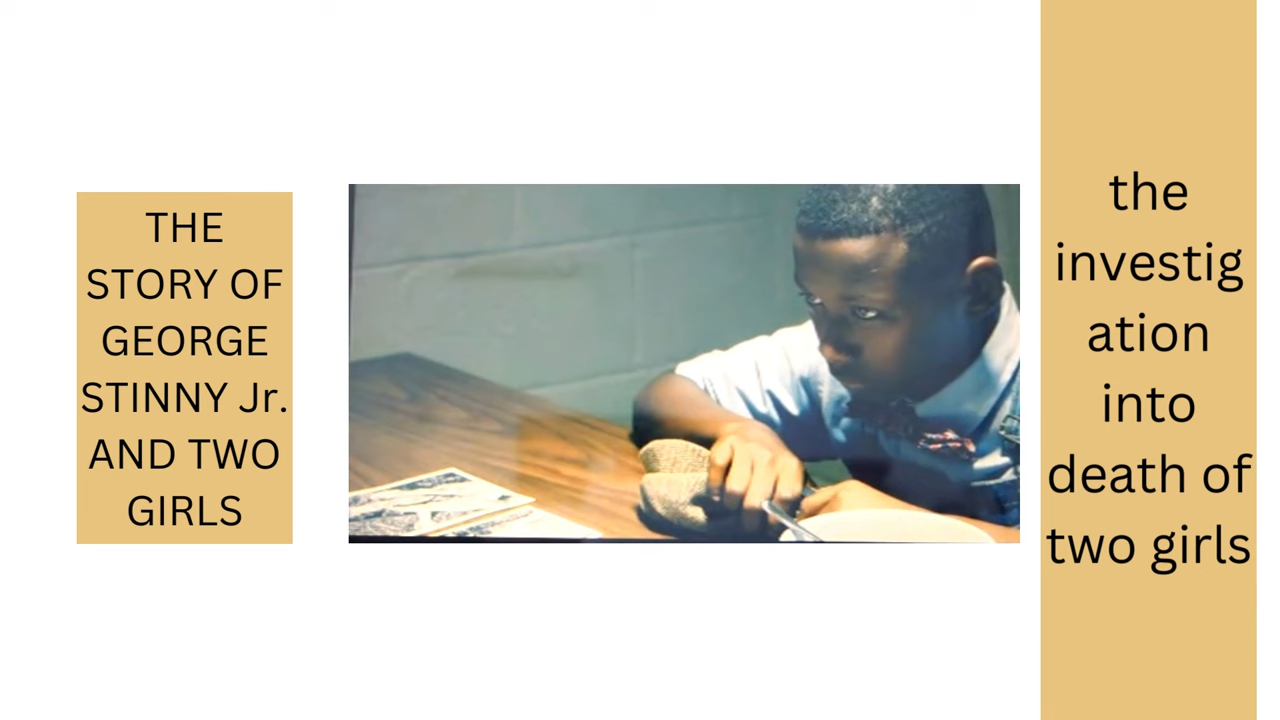 THE
STORY OF
GEORGE
STINNY Jr.
AND TWO
GIRLS
the
investig
ation
into
death of
two girls